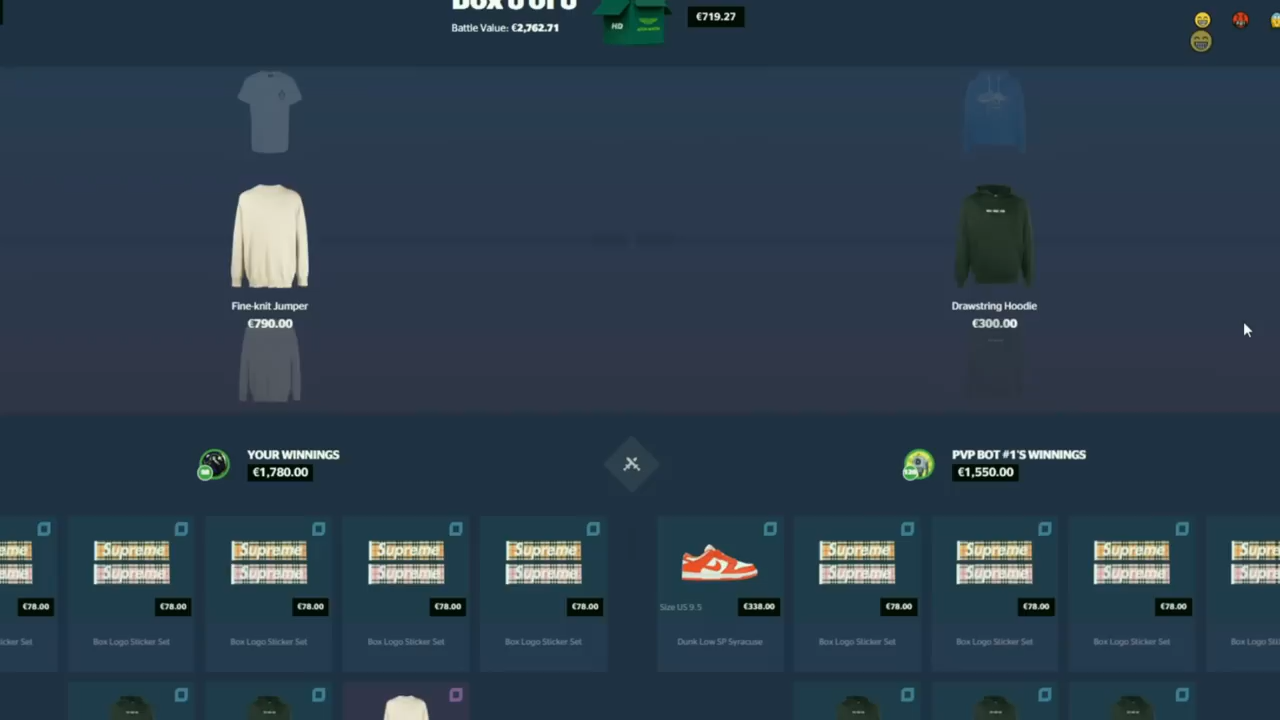 Battle Value: €2,762.71
€719.27
HD
Fine-knit Jumper
€790.00
Drawstring Hoodie
€300.00
YOUR WINNINGS
€1,780.00
PVP BOT #1'S WINNINGS
€1,550.00
Supreme
Supreme
Supreme
Supreme
Supreme
Supreme
Supreme
€78.00
€78.00
€78.00
€78.00
€78.00
Size US 9.5
€338.00
€78.00
€78.00
€78.00
Box Logo Sticker Set
Box Logo Sticker Set
Box Logo Sticker Set
Box Logo Sticker Set
Dunk Low SP Syracuse
Box Logo Sticker Set
Box Logo Sticker Set
Box Logo Sticker Set